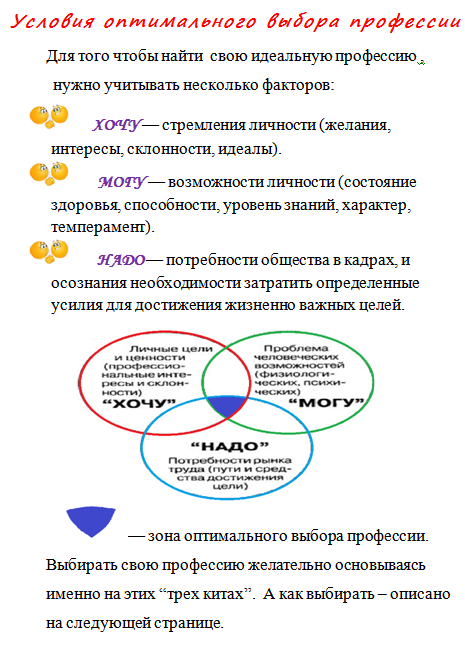 Условия оптимального выбора профессии
Для того чтобы найти свою идеальную профессию ,
нужно учитывать несколько факторов:
ХОЧУ — стремления личности (желания,
интересы, склонности, идеалы).
МОГУ — возможности личности (состояние
здоровья, способности, уровень знаний, характер,
темперамент).
НАДО — потребности общества в кадрах, и
осознания необходимости затратить определенные
усилия для достижения жизненно важных целей.
Личные цели
и ценности
(профессио-
нальные инте-
ресы и склон-
ности)
“ХОЧУ”
Проблема
человеческих
возможностей
(физиологи-
ческих, психи-
ческих)
“МОГУ”
“НАДО”
Потребности рынка
труда (пути и сред-
ства достижения
цели)
— зона оптимального выбора профессии.
Выбирать свою профессию желательно основываясь
именно на этих “трех китах”. А как выбирать – описано
на следующей странице.